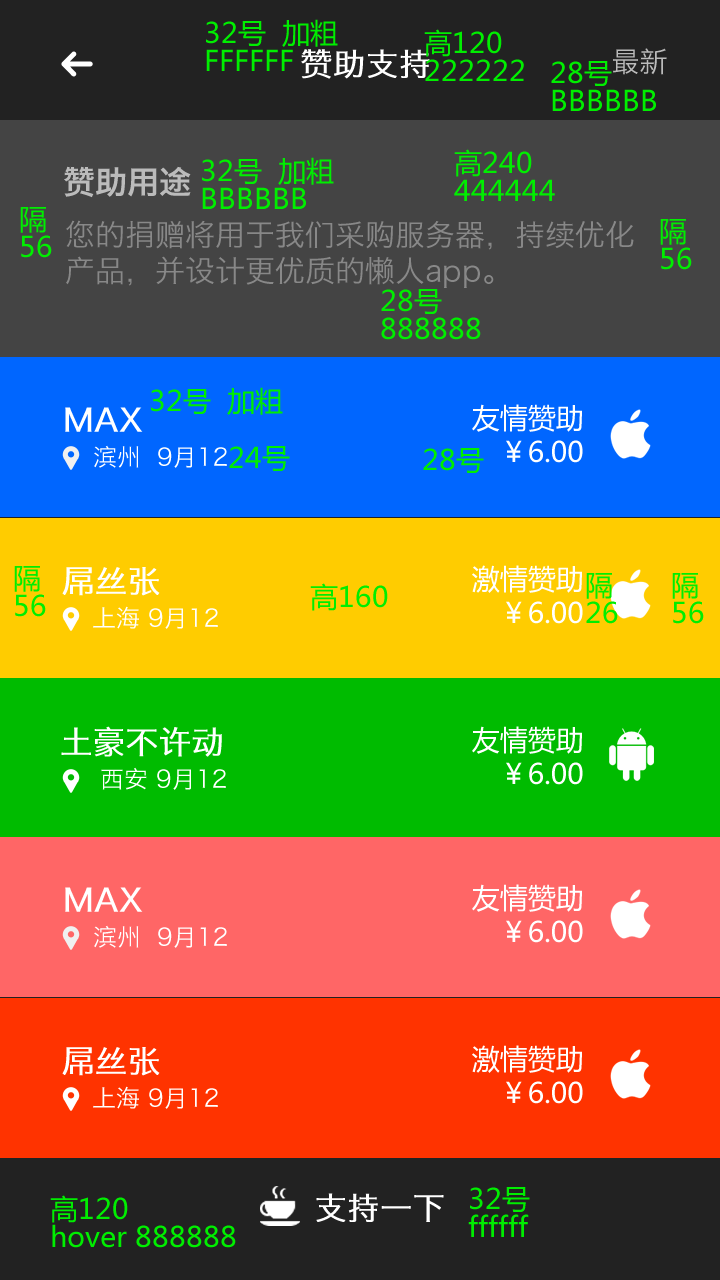 32号 加粗
FFFFFF
赞助支持
高120
222222
28号
BBBBBB
最新
赞助用途
32号 加粗
BBBBBB
高240
444444
隔
56
您的捐赠将用于我们采购服务器，持续优化
产品，并设计更优质的懒人app。
隔
56
28号
888888
MAX
32号 加粗
友情赞助
滨州 9月12
24号
28号
¥6.00
隔
56
屌丝张
高160
激情赞助
隔
26
隔
56
上海 9月12
¥6.00
土豪不许动
友情赞助
西安 9月12
¥6.00
MAX
友情赞助
滨州 9月12
¥6.00
屌丝张
激情赞助
上海 9月12
¥6.00
高120
hover 888888
支持一下
32号
ffffff